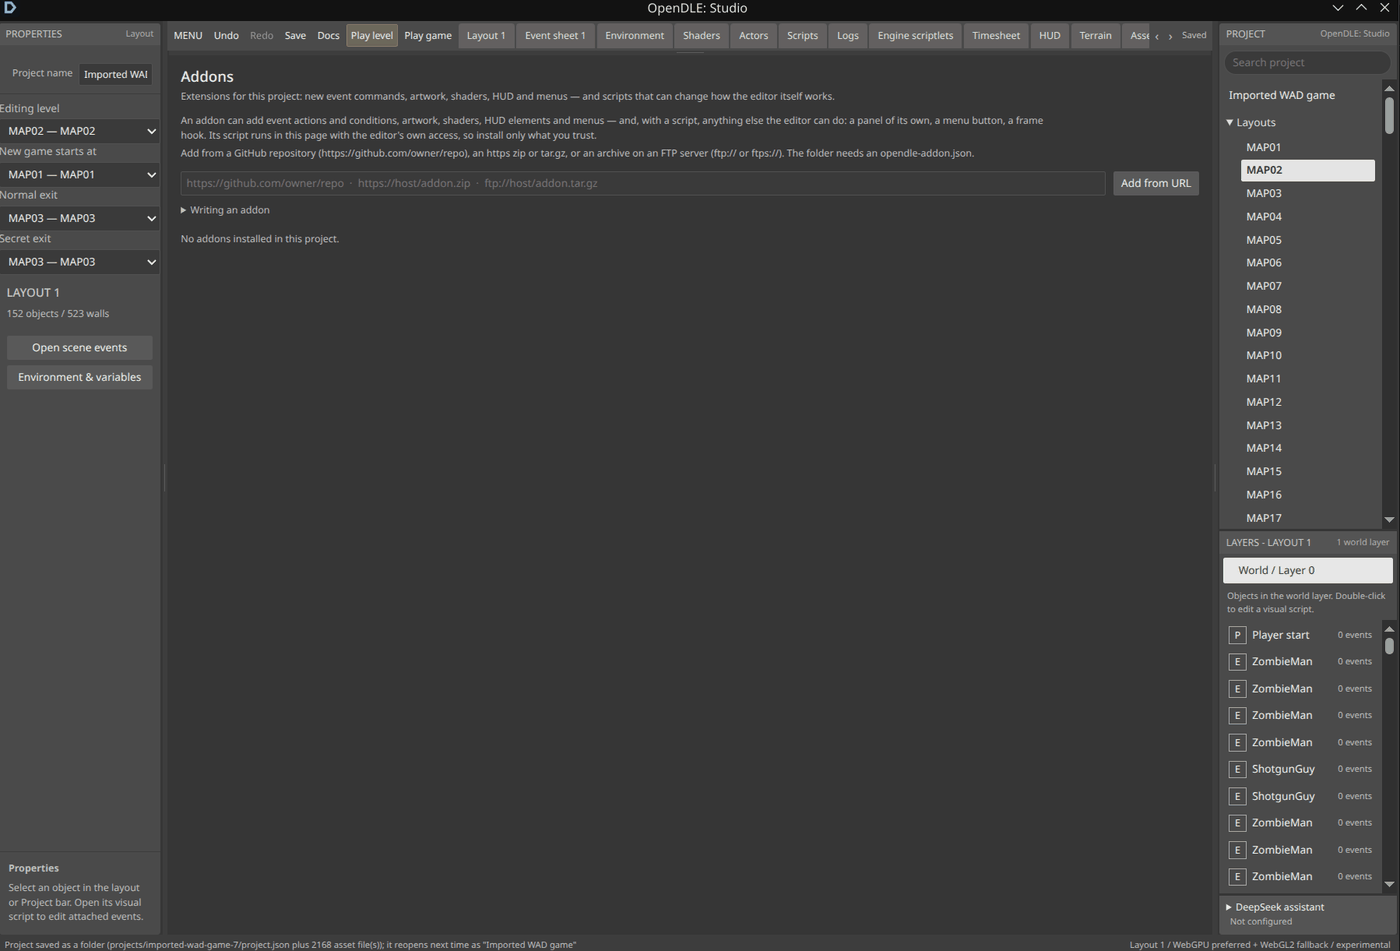 OpenDLE: Studio
PROPERTIES Layout
MENU Undo Redo Save Docs Play level Play game Layout 1 Event sheet 1 Environment Shaders Actors Scripts Logs Engine scriptlets Timesheet HUD Terrain Asse ‹ › Saved
PROJECT OpenDLE: Studio
Project name Imported WAI
Editing level
MAP02 — MAP02
New game starts at
MAP01 — MAP01
Normal exit
MAP03 — MAP03
Secret exit
MAP03 — MAP03
LAYOUT 1
152 objects / 523 walls
Open scene events
Environment & variables
Properties
Select an object in the layout
or Project bar. Open its visual
script to edit attached events.
Addons
Extensions for this project: new event commands, artwork, shaders, HUD and menus — and scripts that can change how the editor itself works.
An addon can add event actions and conditions, artwork, shaders, HUD elements and menus — and, with a script, anything else the editor can do: a panel of its own, a menu button, a frame
hook. Its script runs in this page with the editor's own access, so install only what you trust.
Add from a GitHub repository (https://github.com/owner/repo), an https zip or tar.gz, or an archive on an FTP server (ftp:// or ftps://). The folder needs an opendle-addon.json.
https://github.com/owner/repo · https://host/addon.zip · ftp://host/addon.tar.gz
Add from URL
Writing an addon
No addons installed in this project.
Search project
Imported WAD game
Layouts
MAP01
MAP02
MAP03
MAP04
MAP05
MAP06
MAP07
MAP08
MAP09
MAP10
MAP11
MAP12
MAP13
MAP14
MAP15
MAP16
MAP17
LAYERS - LAYOUT 1 1 world layer
World / Layer 0
Objects in the world layer. Double-click
to edit a visual script.
P Player start 0 events
E ZombieMan 0 events
E ZombieMan 0 events
E ZombieMan 0 events
E ZombieMan 0 events
E ShotgunGuy 0 events
E ShotgunGuy 0 events
E ZombieMan 0 events
E ZombieMan 0 events
E ZombieMan 0 events
DeepSeek assistant
Not configured
Project saved as a folder (projects/imported-wad-game-7/project.json plus 2168 asset file(s)); it reopens next time as "Imported WAD game"
Layout 1 / WebGPU preferred + WebGL2 fallback / experimental